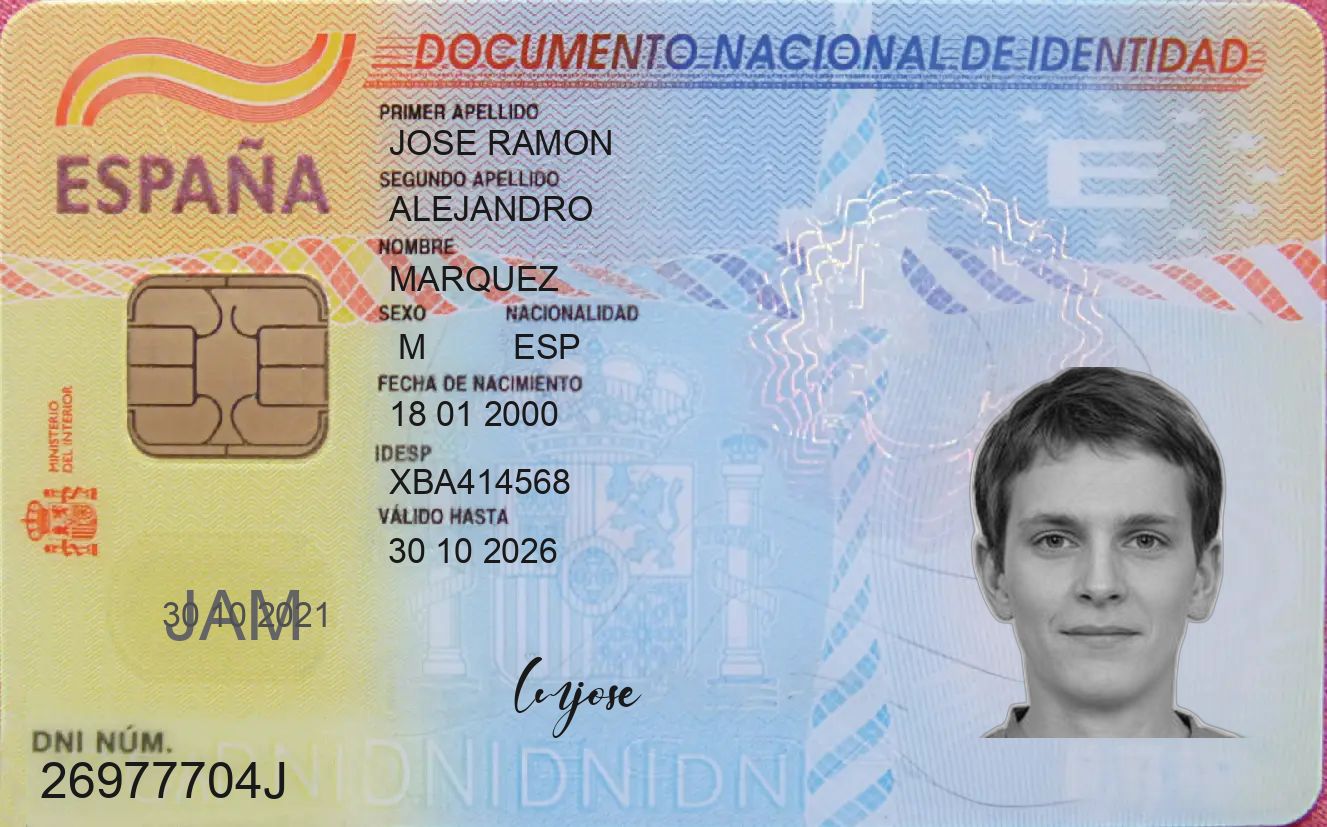 DOCUMENTO NACIONAL DE IDENTIDAD
ESPAÑA
PRIMER APELLIDO
JOSE RAMON
SEGUNDO APELLIDO
ALEJANDRO
NOMBRE
MARQUEZ
SEXO NACIONALIDAD
M ESP
FECHA DE NACIMIENTO
18 01 2000
IDESP
XBA414568
VÁLIDO HASTA
30 10 2026
E
MINISTERIO
DEL INTERIOR
JAM
30 10 2021
DNI NÚM.
26977704J
DNIDNIDNIDNIDN